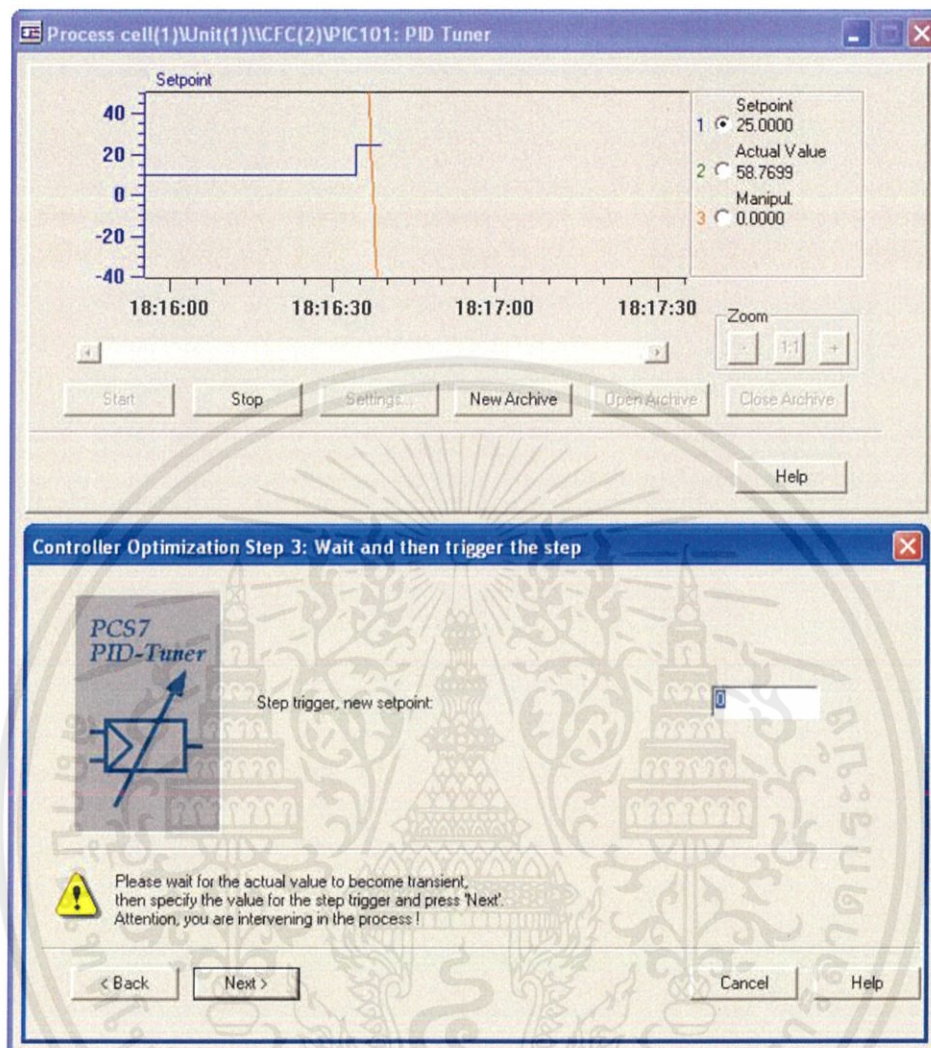 Process cell(1)\Unit(1)\\CFC(2)\PIC101: PID Tuner
Setpoint
40
20
0
-20
-40
18:16:00
18:16:30
18:17:00
18:17:30
Setpoint
1 25.0000
Actual Value
2 58.7699
Manipul.
3 0.0000
Zoom
- 1:1 +
Start Stop Settings... New Archive Open Archive Close Archive
Help
Controller Optimization Step 3: Wait and then trigger the step
PCS7
PID-Tuner
Step trigger, new setpoint: 0
Please wait for the actual value to become transient,
then specify the value for the step trigger and press 'Next'.
Attention, you are intervening in the process !
< Back Next > Cancel Help